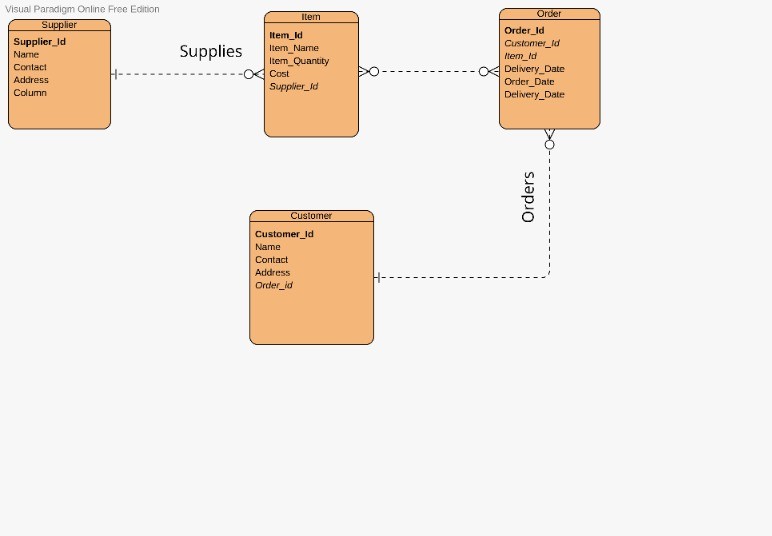 Visual Paradigm Online Free Edition
Supplier
Supplier_Id
Name
Contact
Address
Column
Supplies
Item
Item_Id
Item_Name
Item_Quantity
Cost
Supplier_Id
Order
Order_Id
Customer_Id
Item_Id
Delivery_Date
Order_Date
Delivery_Date
Orders
Customer
Customer_Id
Name
Contact
Address
Order_id